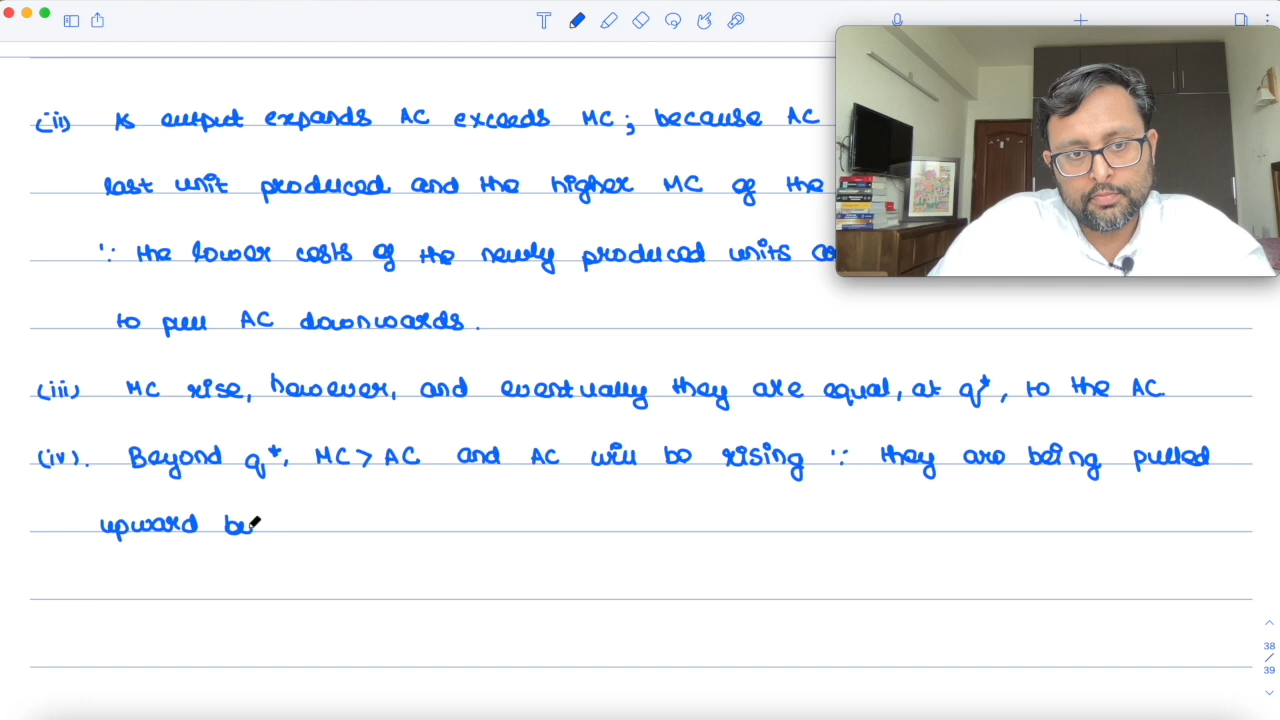 (ii) As output expands AC exceeds MC; because AC
last unit produced and the higher MC of the
∵ the lower costs of the newly produced units
to pull AC downwards.
(iii) MC rise, however, and eventually they are equal, at q*, to the AC.
(iv). Beyond q*, MC > AC and AC will be rising ∵ they are being pulled
upward
38
/
39